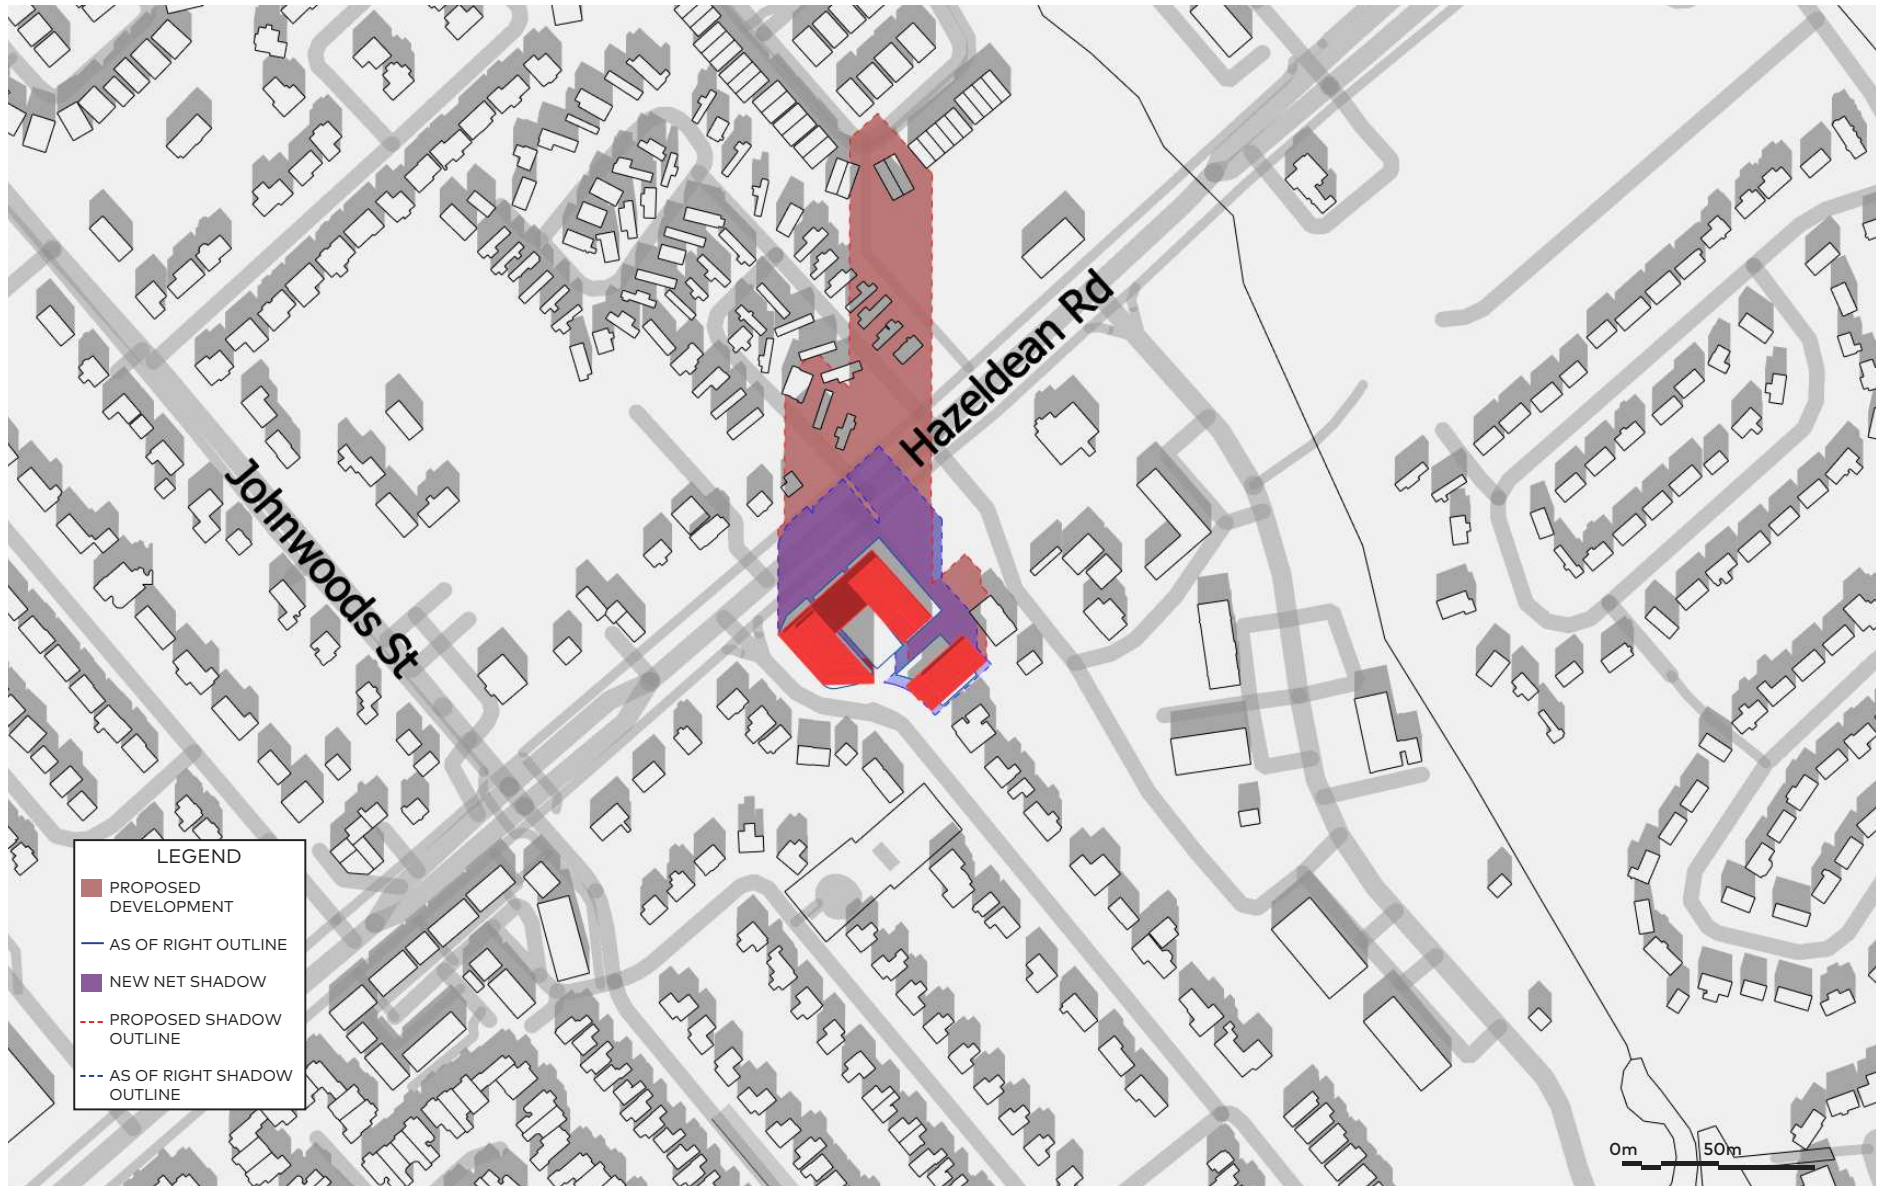 Hazeldean Rd
Johnwoods St
LEGEND
PROPOSED
DEVELOPMENT
AS OF RIGHT OUTLINE
NEW NET SHADOW
PROPOSED SHADOW
OUTLINE
AS OF RIGHT SHADOW
OUTLINE
0m 50m